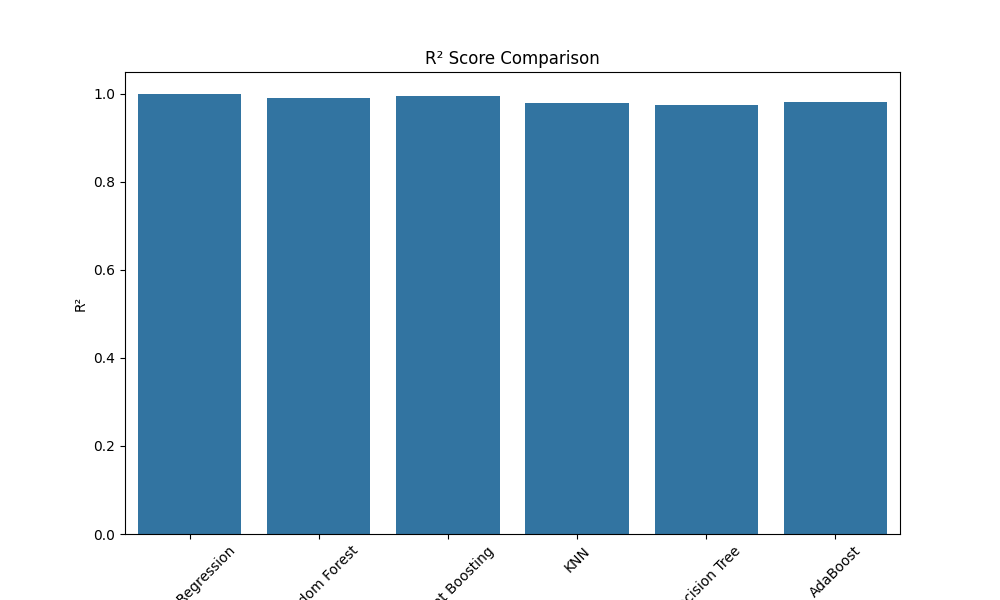 R² Score Comparison
R²
1.0
0.8
0.6
0.4
0.2
0.0
Regression
dom Forest
t Boosting
KNN
cision Tree
AdaBoost